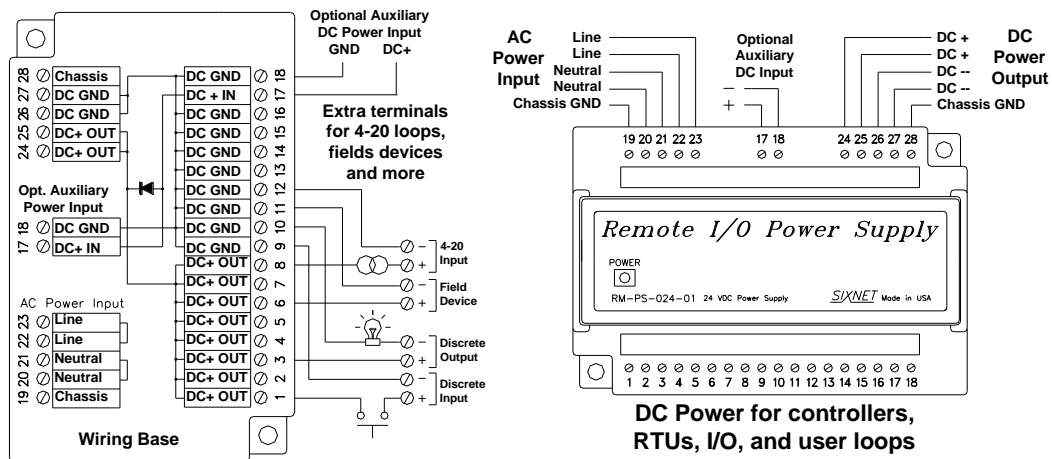 Optional Auxiliary
DC Power Input
GND DC+
28 Chassis
27 DC GND
26 DC GND
25 DC+ OUT
24 DC+ OUT
Opt. Auxiliary
Power Input
18 DC GND
17 DC+ IN
AC Power Input
23 Line
22 Line
21 Neutral
20 Neutral
19 Chassis
DC GND 18
DC + IN 17
DC GND 16
DC GND 15
DC GND 14
DC GND 13
DC GND 12
DC GND 11
DC GND 10
DC GND 9
DC+ OUT 8
DC+ OUT 7
DC+ OUT 6
DC+ OUT 5
DC+ OUT 4
DC+ OUT 3
DC+ OUT 2
DC+ OUT 1
Extra terminals
for 4-20 loops,
fields devices
and more
− 4-20
+ Input
− Field
+ Device
− Discrete
+ Output
− Discrete
+ Input
Wiring Base
AC
Power
Input
Line
Line
Neutral
Neutral
Chassis GND
Optional
Auxiliary
DC Input
−
+
DC +
DC +
DC --
DC --
Chassis GND
DC
Power
Output
19 20 21 22 23 17 18 24 25 26 27 28
Remote I/O Power Supply
POWER
RM-PS-024-01 24 VDC Power Supply SIXNET Made in USA
1 2 3 4 5 6 7 8 9 10 11 12 13 14 15 16 17 18
DC Power for controllers,
RTUs, I/O, and user loops